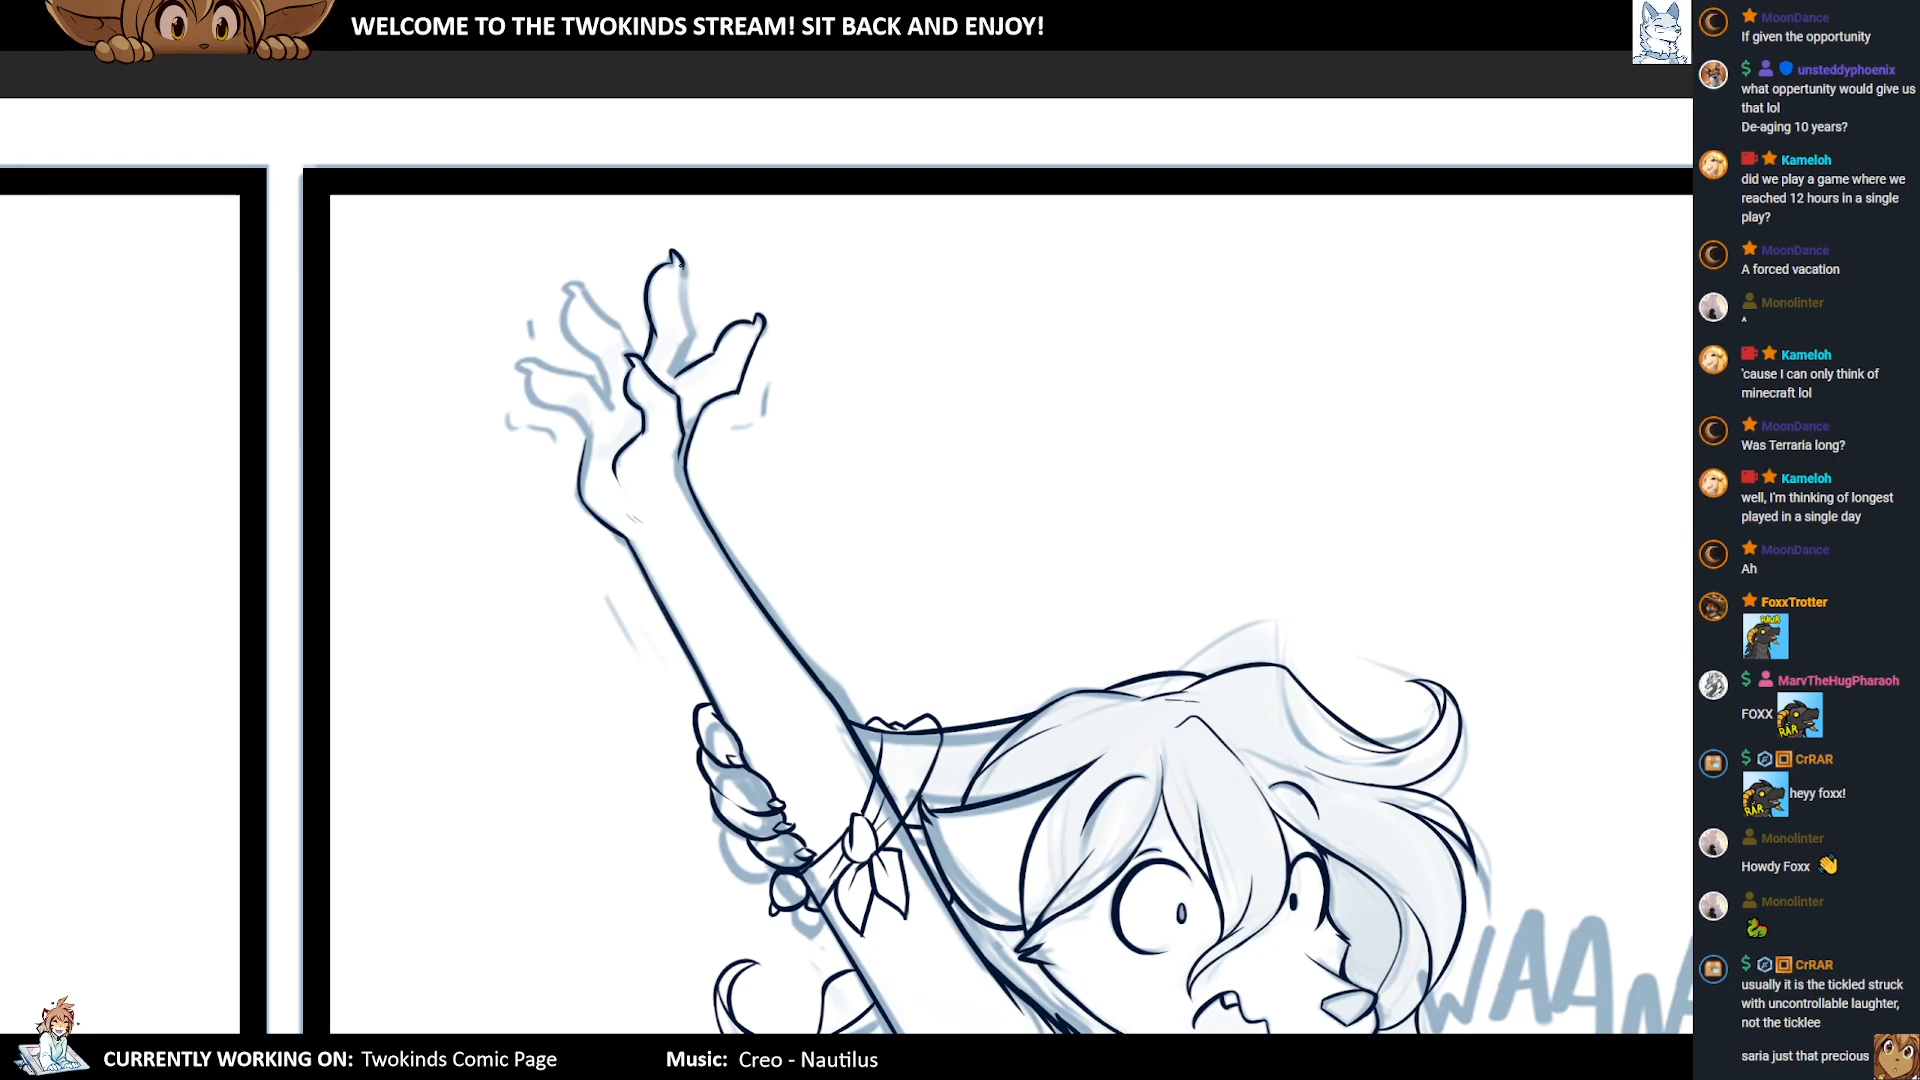 WELCOME TO THE TWOKINDS STREAM! SIT BACK AND ENJOY!
MoonDance
If given the opportunity
unsteddyphoenix
what oppertunity would give us
that lol
De-aging 10 years?
Kameloh
did we play a game where we
reached 12 hours in a single
play?
MoonDance
A forced vacation
Monolinter
^
Kameloh
'cause I can only think of
minecraft lol
MoonDance
Was Terraria long?
Kameloh
well, I'm thinking of longest
played in a single day
MoonDance
Ah
FoxxTrotter
RAWR
MarvTheHugPharaoh
FOXX
RAR
CrRAR
RAR
heyy foxx!
Monolinter
Howdy Foxx 👋
Monolinter
CrRAR
usually it is the tickled struck
with uncontrollable laughter,
not the ticklee
saria just that precious
WAAN
CURRENTLY WORKING ON: Twokinds Comic Page
Music: Creo - Nautilus